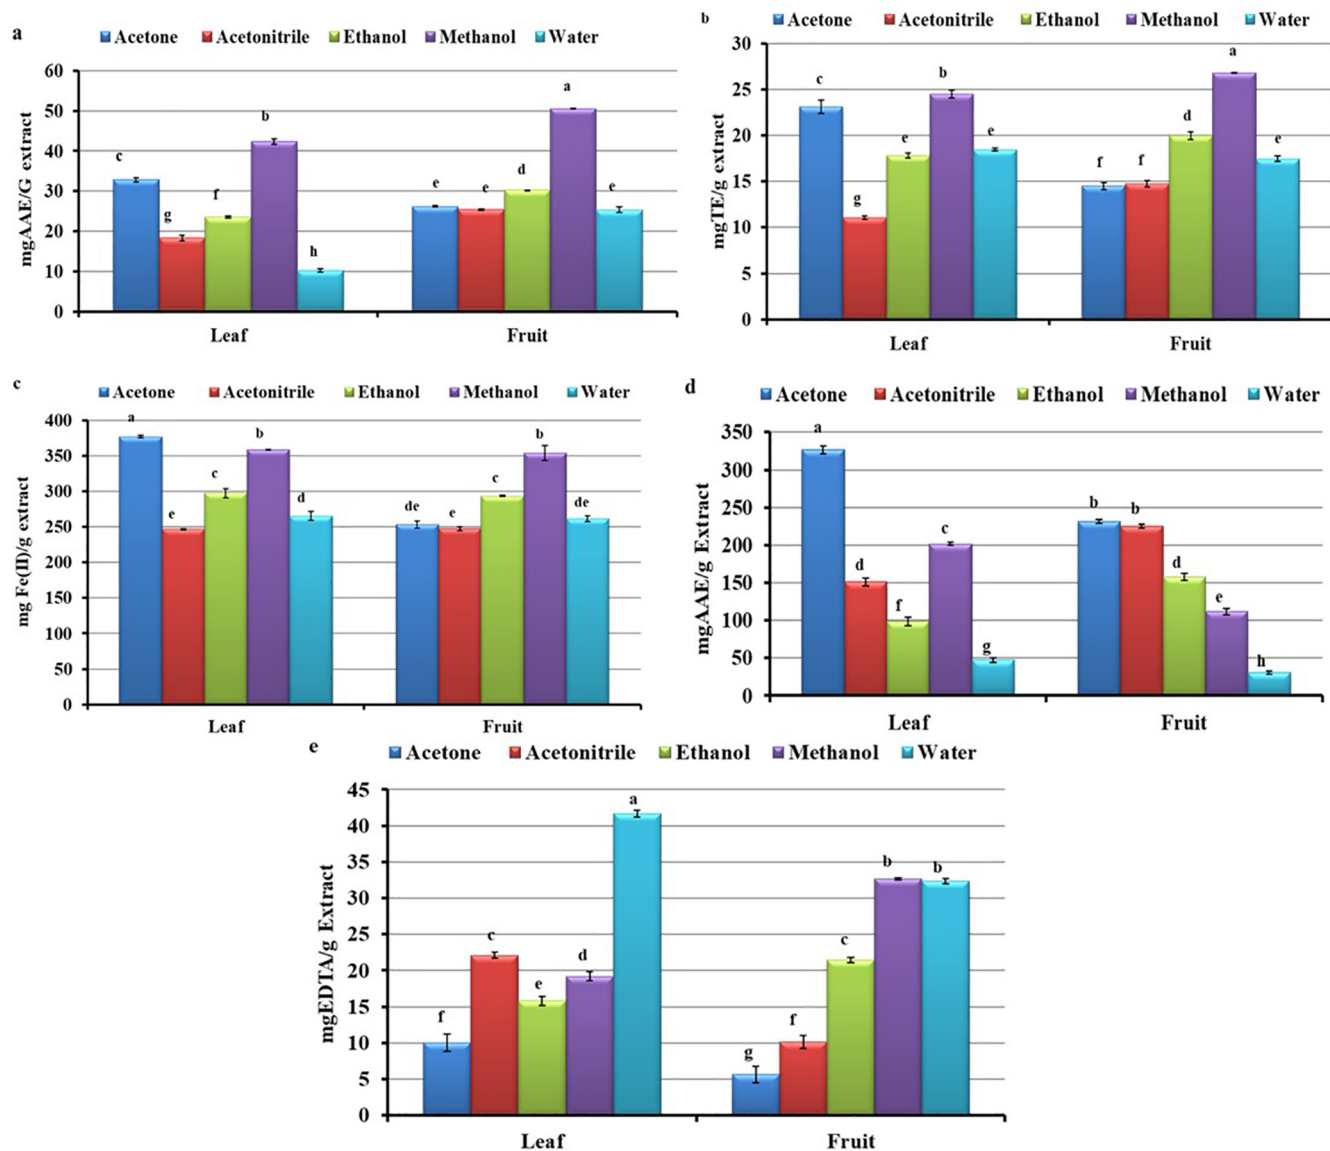 a
Acetone Acetonitrile Ethanol Methanol Water
mgAAE/G extract
60
50
40
30
20
10
0
c g f b h
e e d a e
Leaf Fruit
b
Acetone Acetonitrile Ethanol Methanol Water
mgTE/g extract
30
25
20
15
10
5
0
c g e b e
f f d a e
Leaf Fruit
c
Acetone Acetonitrile Ethanol Methanol Water
mg Fe(II)/g extract
400
350
300
250
200
150
100
50
0
a e c b d
de e c b de
Leaf Fruit
d
Acetone Acetonitrile Ethanol Methanol Water
mgAAE/g Extract
350
300
250
200
150
100
50
0
a d f c g
b b d e h
Leaf Fruit
e
Acetone Acetonitrile Ethanol Methanol Water
mgEDTA/g Extract
45
40
35
30
25
20
15
10
5
0
f c e d a
g f c b b
Leaf Fruit